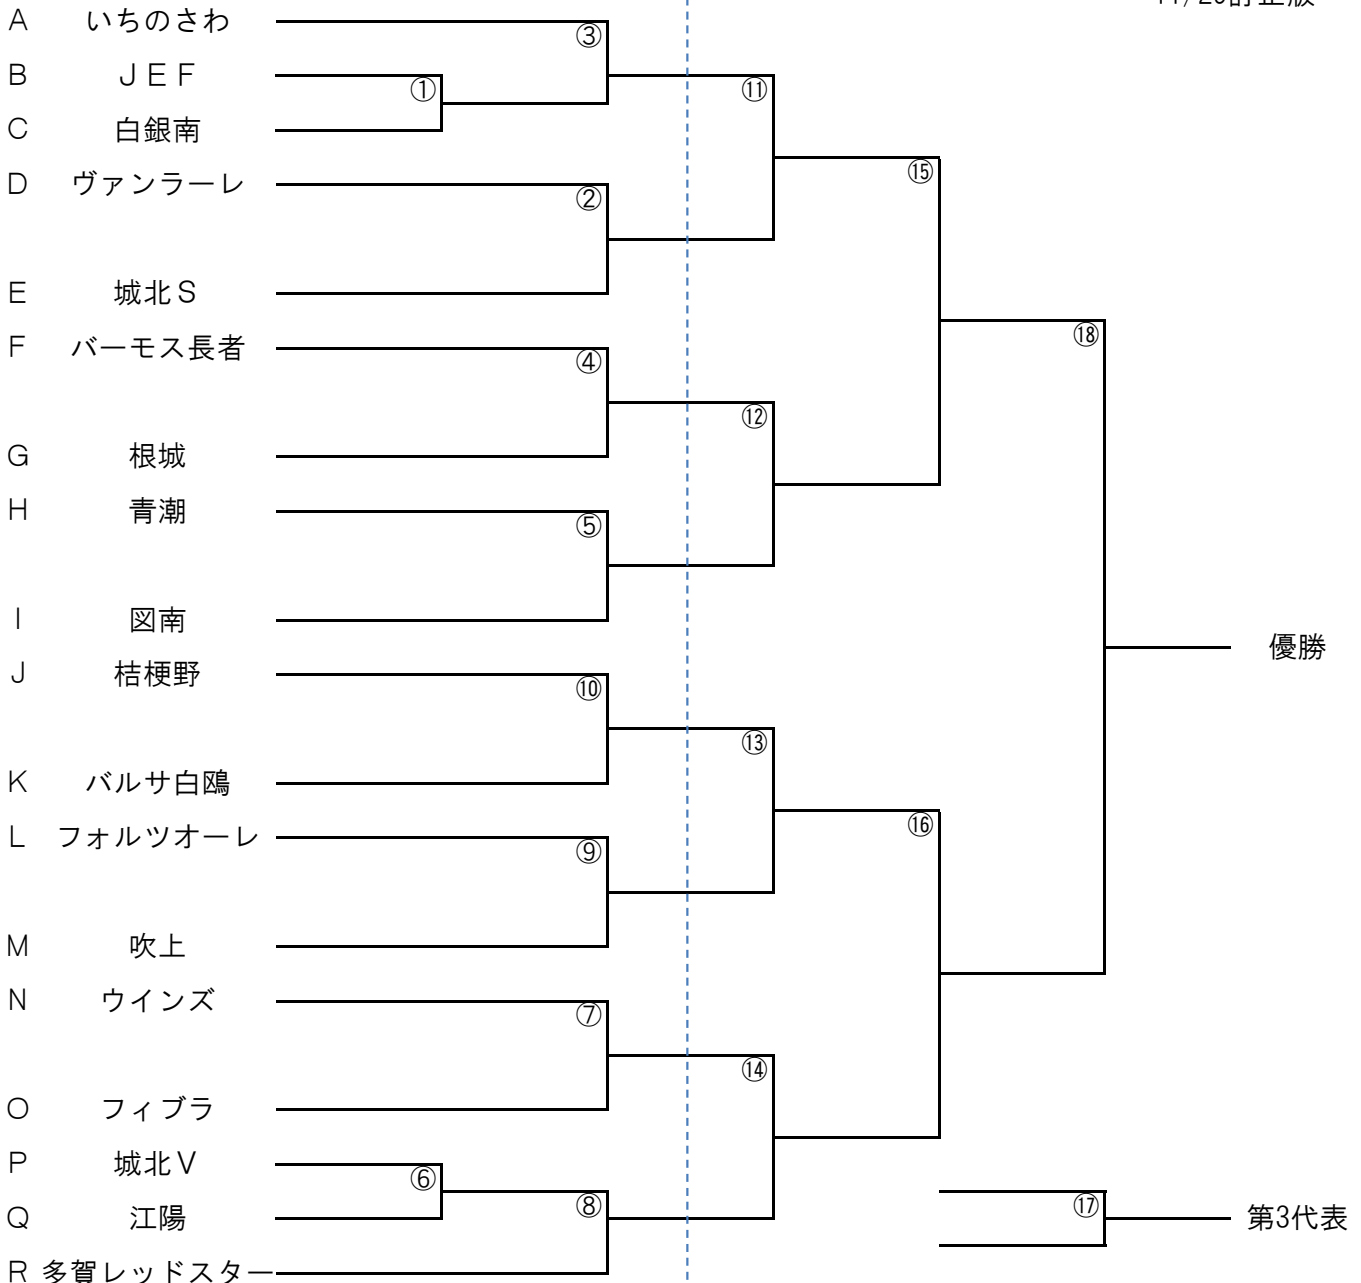 A いちのさわ
③
B ＪＥＦ
①
⑪
C 白銀南
⑮
D ヴァンラーレ
②
E 城北Ｓ
⑱
F バーモス長者
④
⑫
G 根城
H 青潮
⑤
I 図南
優勝
J 桔梗野
⑩
⑬
K バルサ白鴎
⑯
L フォルツオーレ
⑨
M 吹上
N ウインズ
⑦
⑭
O フィブラ
P 城北Ｖ
⑥
⑧
⑰
Q 江陽
第3代表
R 多賀レッドスター